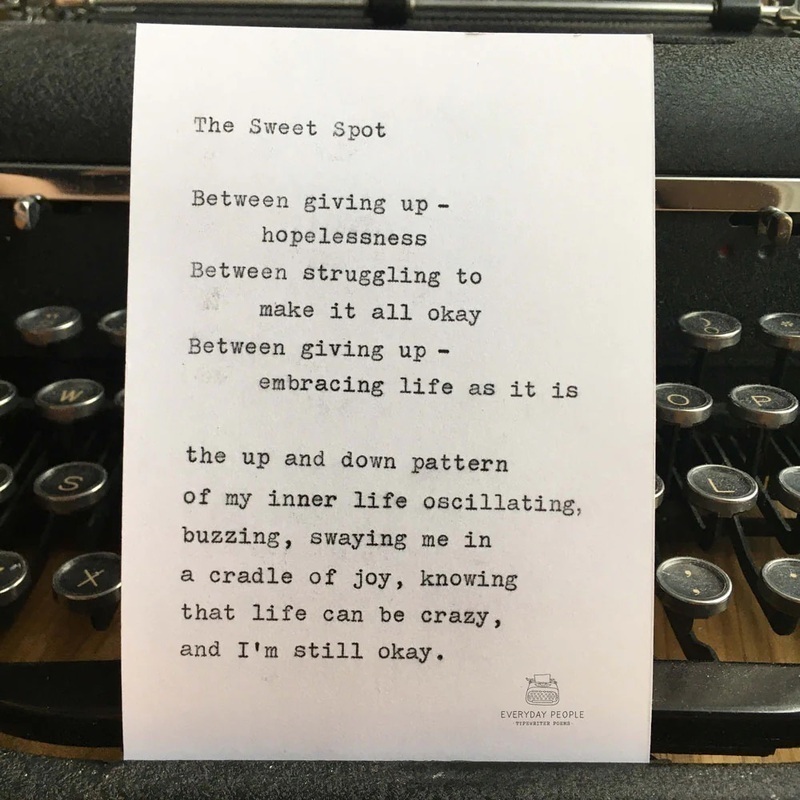 The Sweet Spot
Between giving up -
hopelessness
Between struggling to
make it all okay
Between giving up -
embracing life as it is
the up and down pattern
of my inner life oscillating,
buzzing, swaying me in
a cradle of joy, knowing
that life can be crazy,
and I'm still okay.
EVERYDAY PEOPLE
TYPEWRITER POEMS
W
O
P
S
L
X